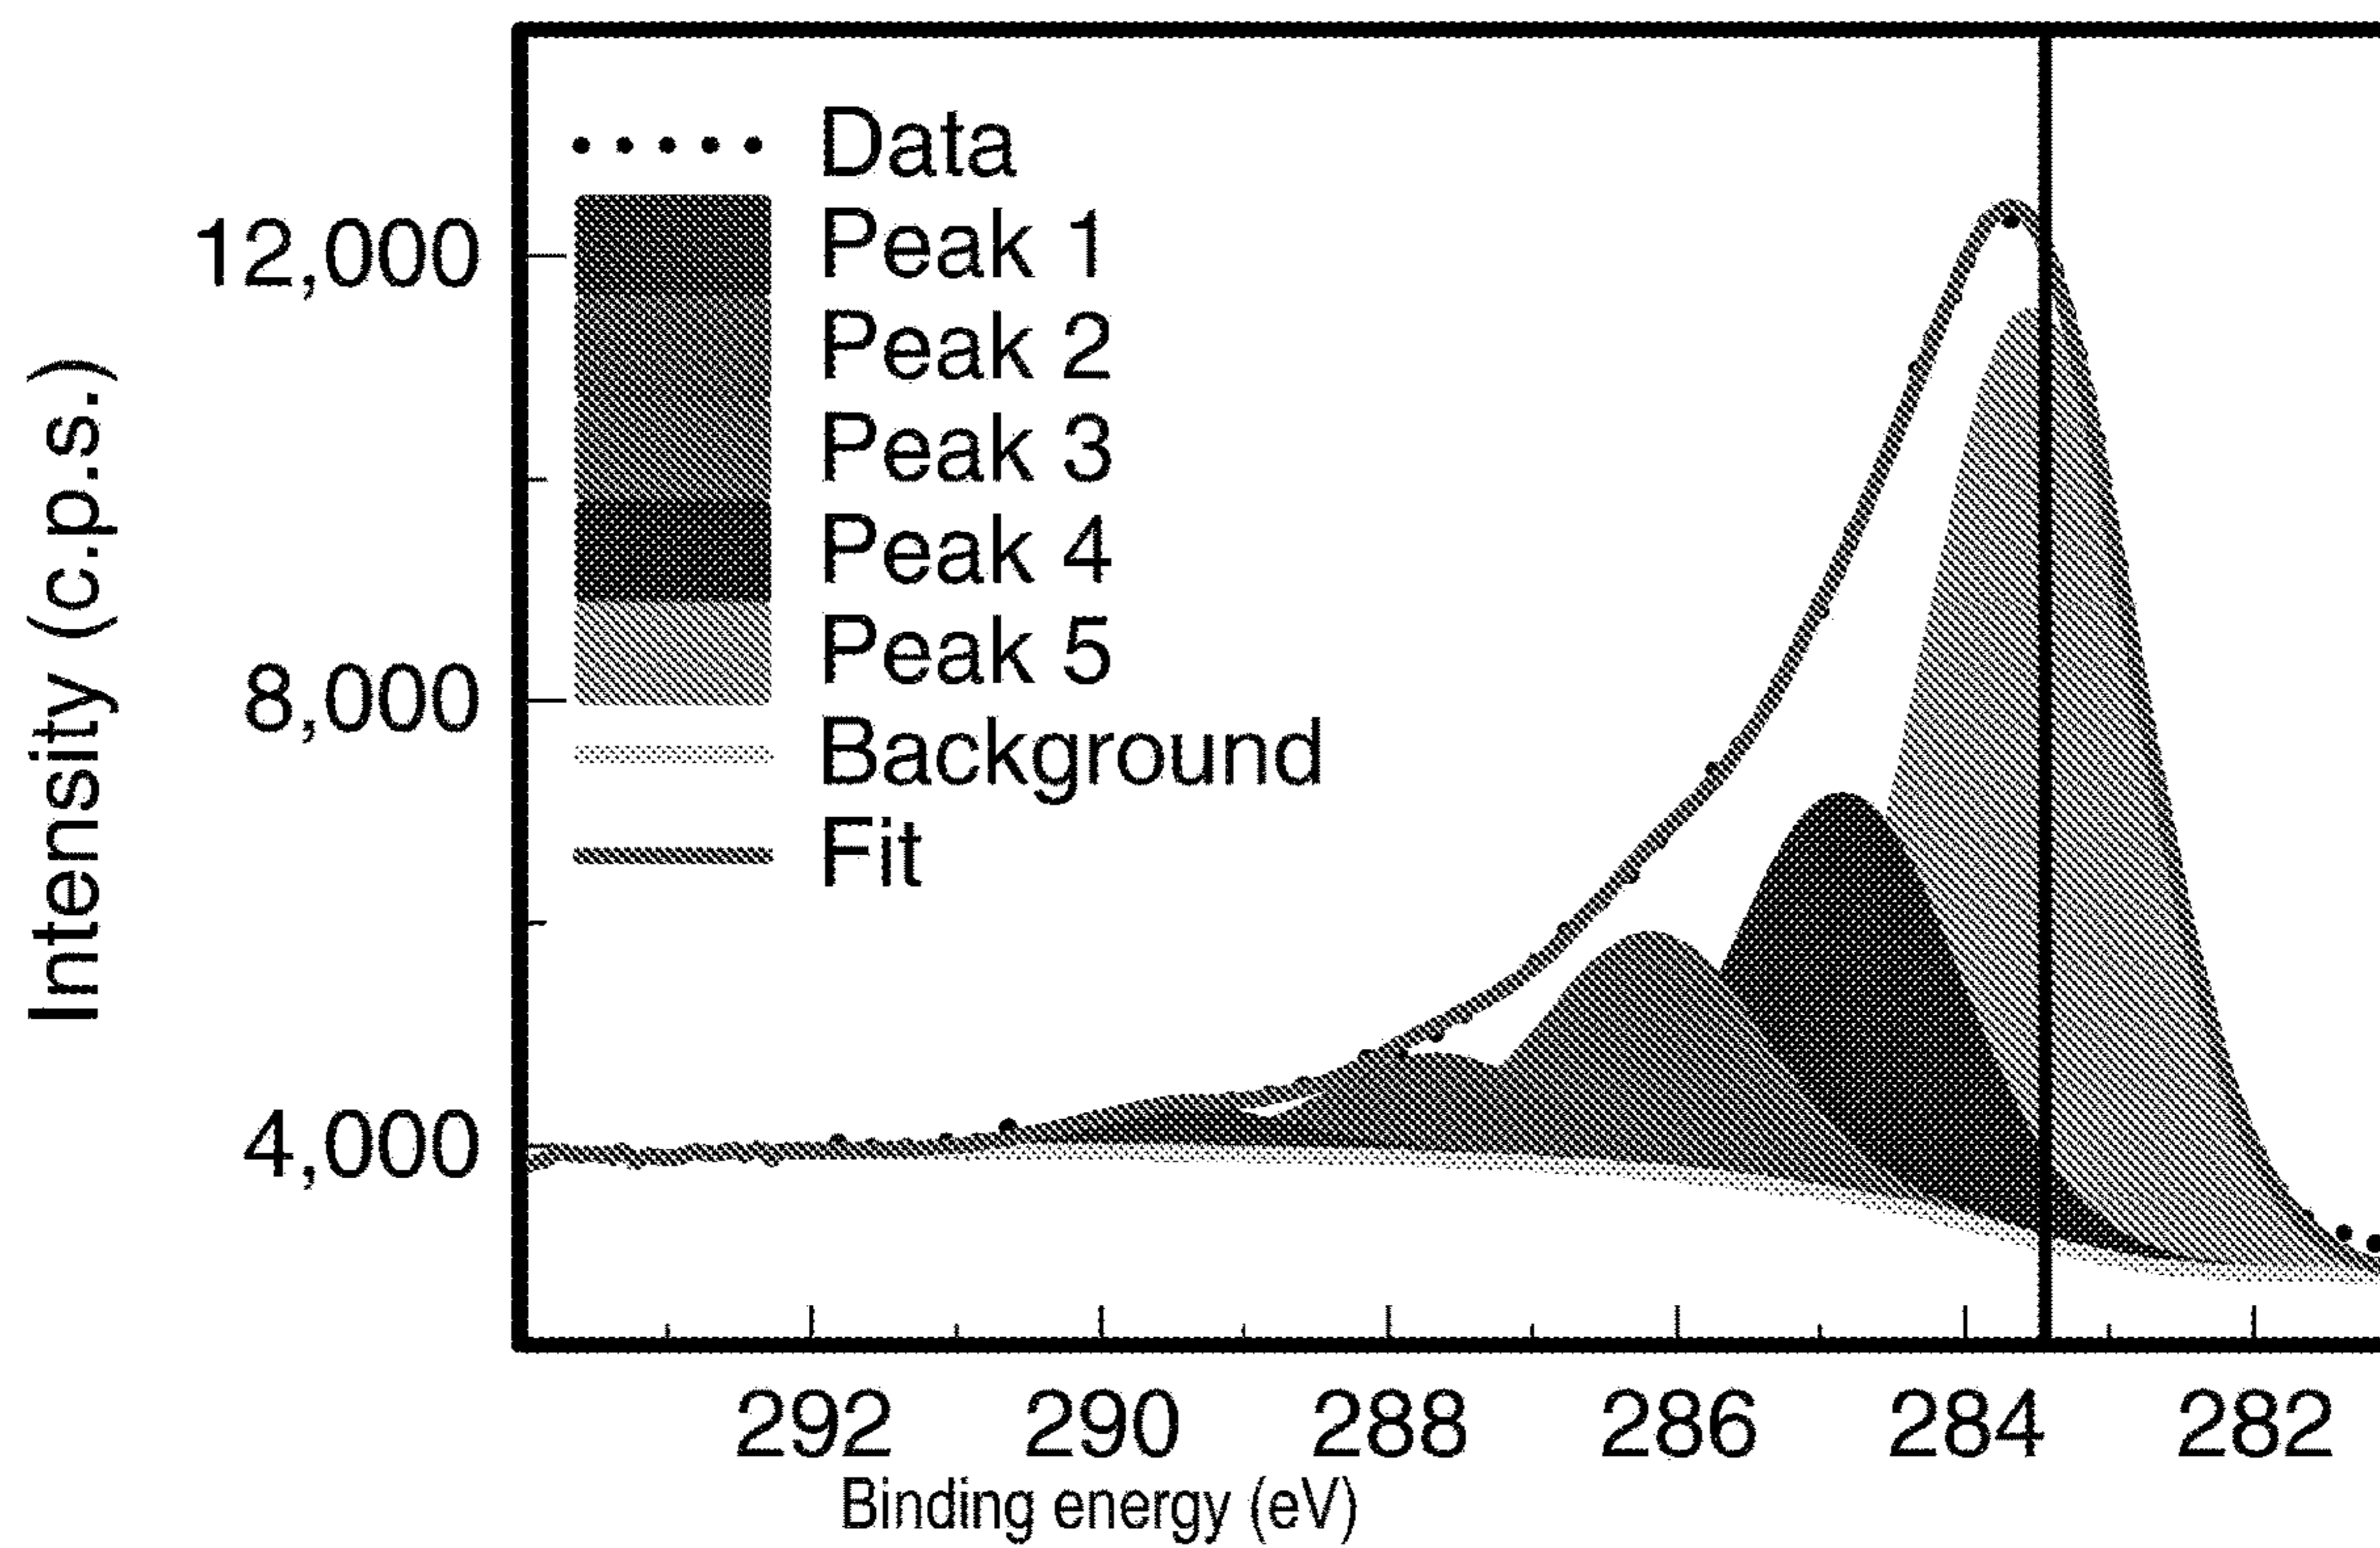 Data
Peak 1
Peak 2
Peak 3
Peak 4
Peak 5
Background
Fit
Intensity (c.p.s.)
12,000
8,000
4,000
292 290 288 286 284 282
Binding energy (eV)